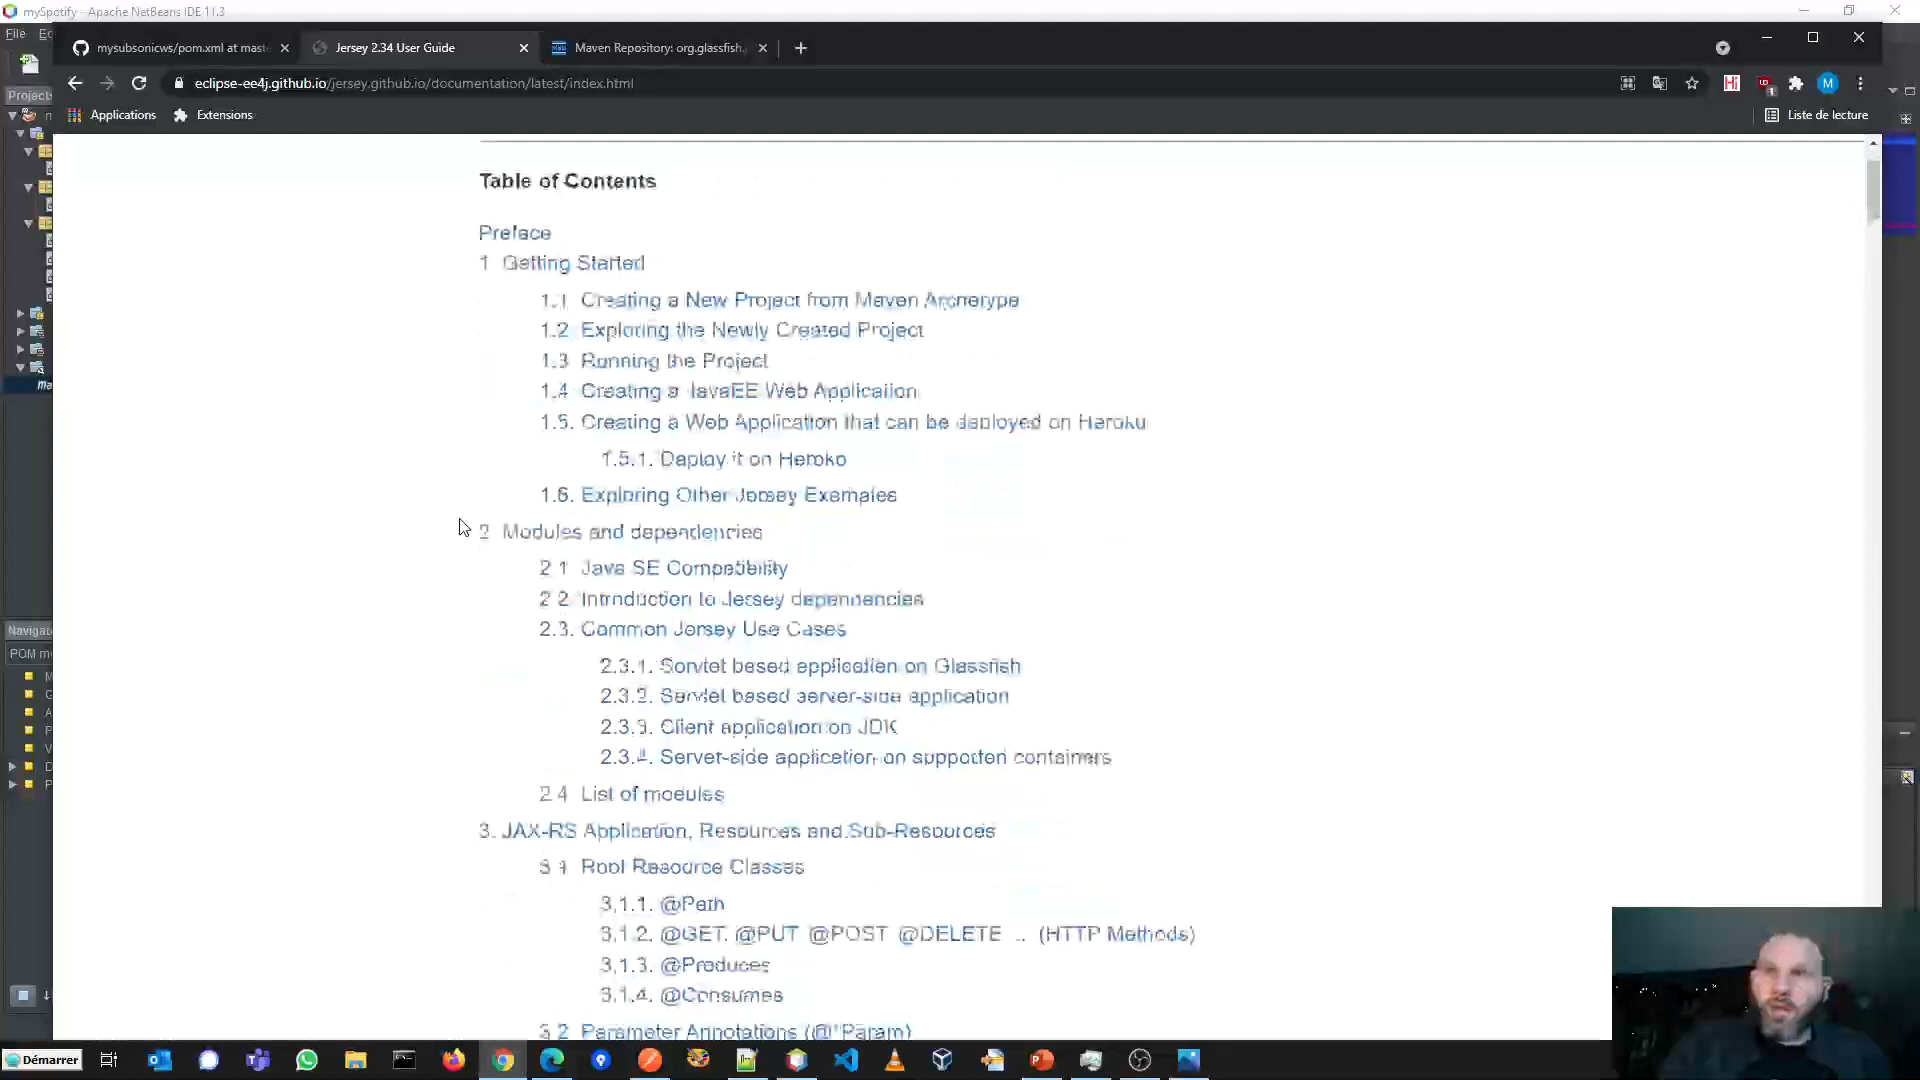 mySpotify - Apache NetBeans IDE 11.3
File
mysubsonicws/pom.xml at maste
Jersey 2.34 User Guide
Maven Repository: org.glassfish.
eclipse-ee4j.github.io/jersey.github.io/documentation/latest/index.html
Projects
Applications
Extensions
Liste de lecture
Table of Contents
Preface
1 Getting Started
1.1 Creating a New Project from Maven Archetype
1.2 Exploring the Newly Created Project
1.3 Running the Project
1.4 Creating a JavaEE Web Application
1.5. Creating a Web Application that can be deployed on Heroku
1.5.1. Deploy it on Heroku
1.6. Exploring Other Jersey Examples
2 Modules and dependencies
2.1 Java SE Compatibility
2.2. Introduction to Jersey dependencies
2.3. Common Jersey Use Cases
2.3.1. Servlet based application on Glassfish
2.3.2. Servlet based server-side application
2.3.3. Client application on JDK
2.3.4. Server-side application on supported containers
2.4 List of modules
3. JAX-RS Application, Resources and Sub-Resources
3.1 Root Resource Classes
3.1.1. @Path
3.1.2. @GET, @PUT, @POST, @DELETE, ... (HTTP Methods)
3.1.3. @Produces
3.1.4. @Consumes
3.2 Parameter Annotations (@*Param)
Navigat
POM m
Démarrer